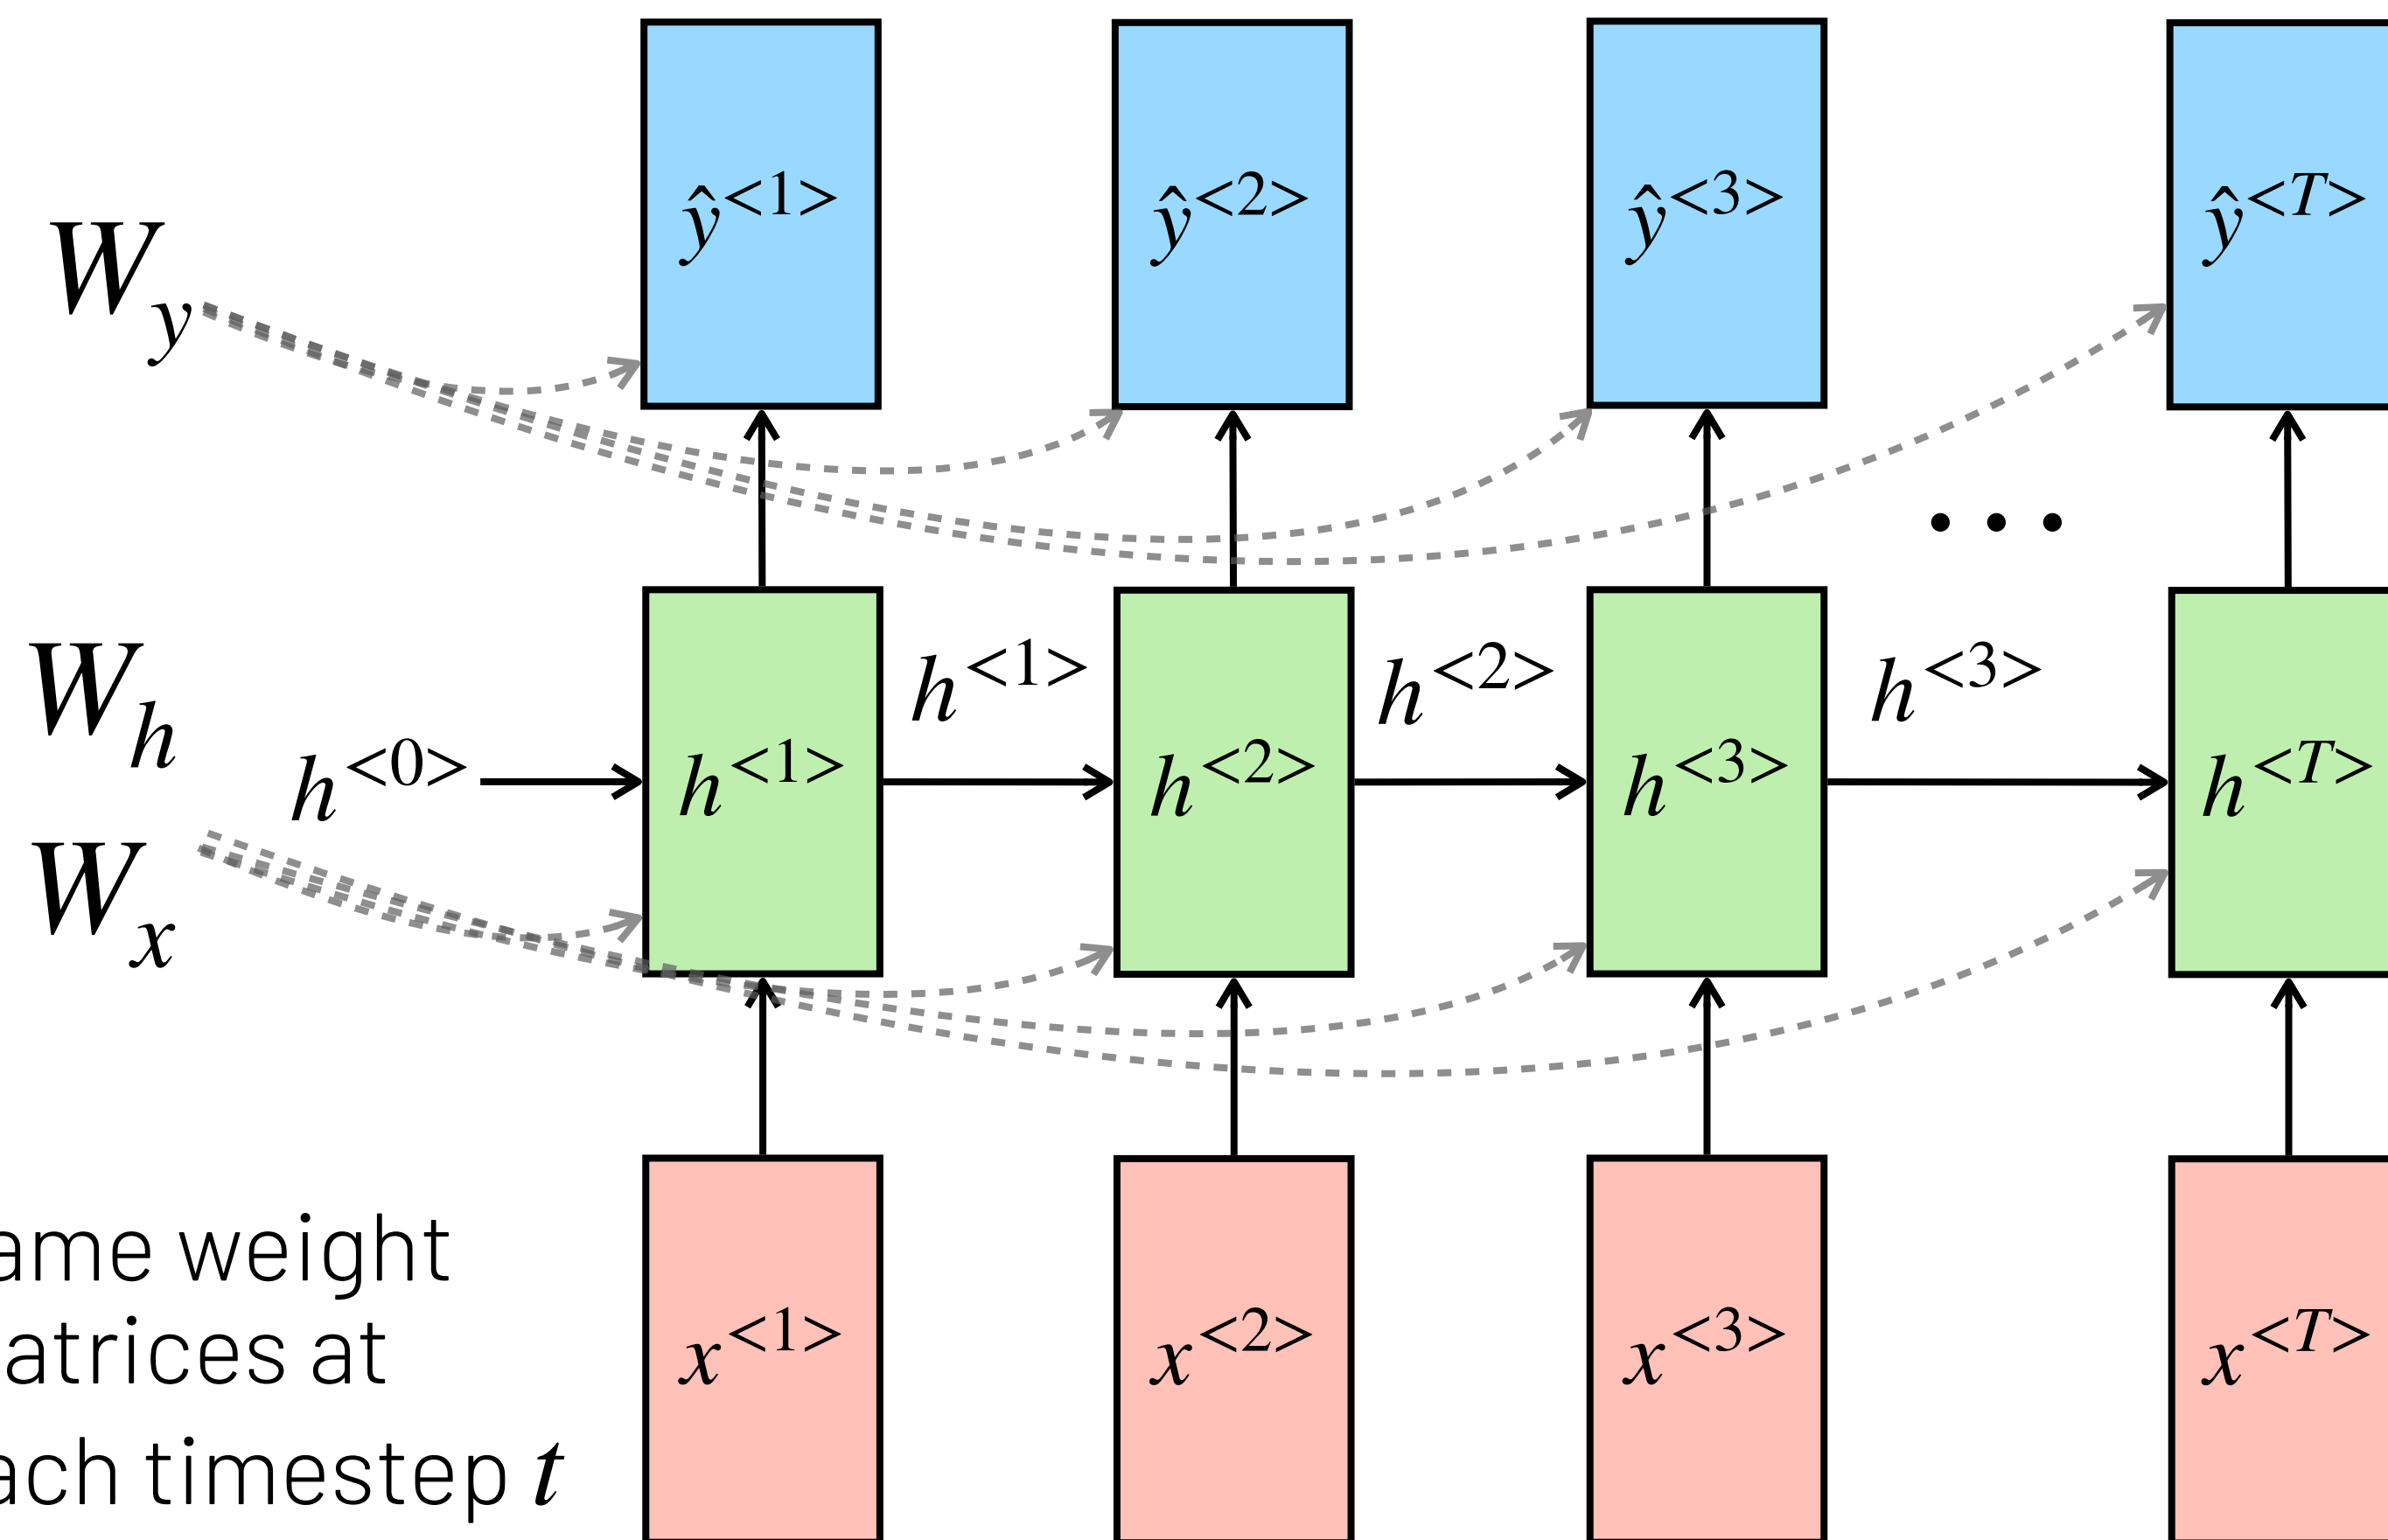 ŷ<1> ŷ<2> ŷ<3> ŷ<T>
W_y
...
W_h
h<1> h<2> h<3>
h<0> h<1> h<2> h<3> h<T>
W_x
ame weight
atrices at
ach timestep t
x<1> x<2> x<3> x<T>